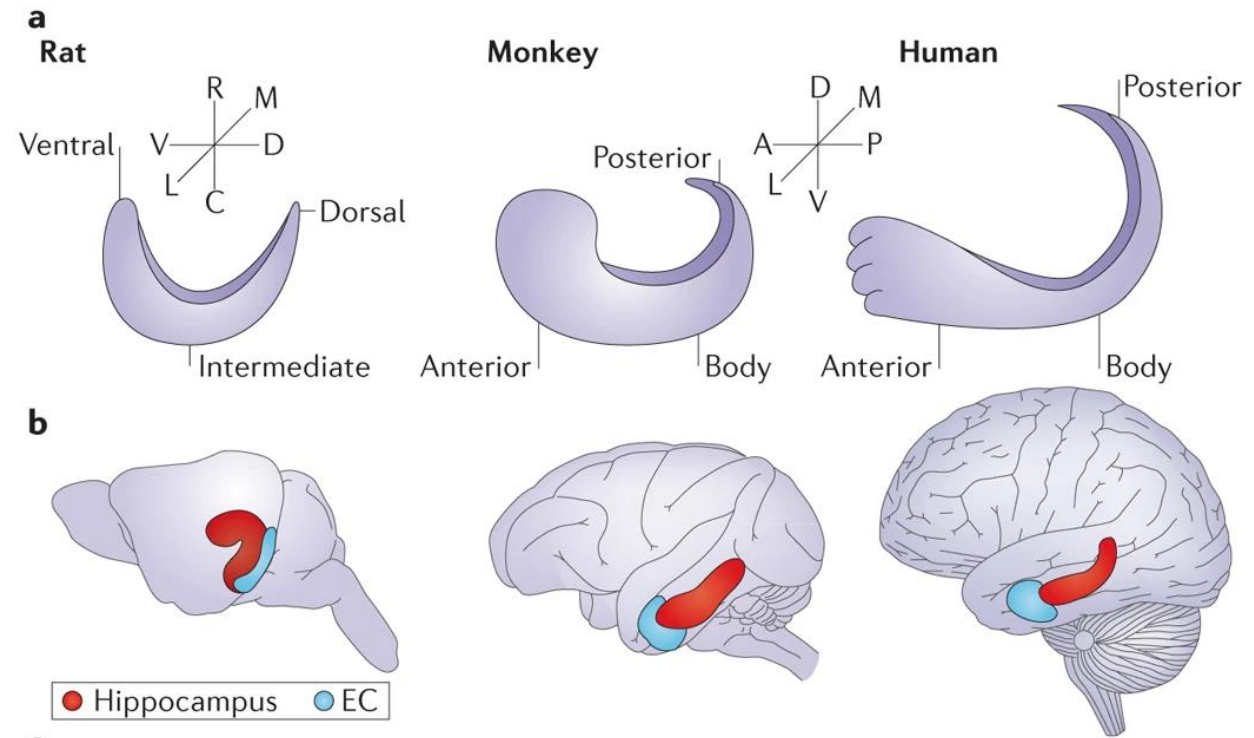 a
Rat
Monkey
Human
R
M
V
D
L
C
Ventral
Dorsal
Intermediate
D
M
A
P
L
V
Posterior
Anterior
Body
Posterior
Anterior
Body
b
Hippocampus
EC